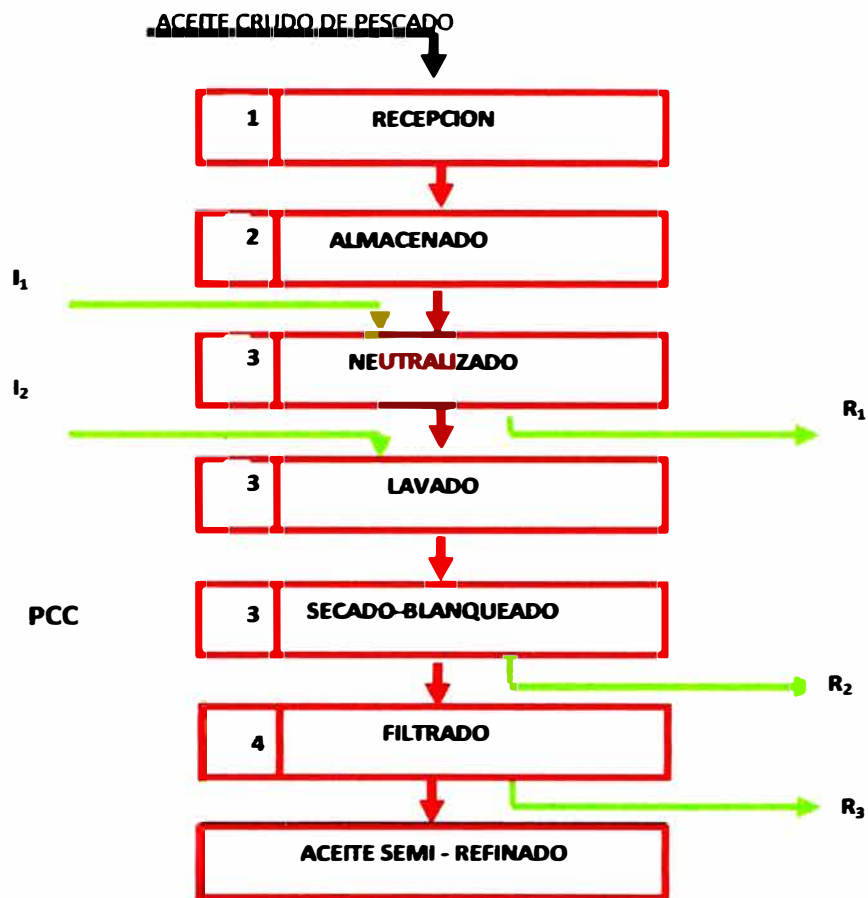 ACEITE CRUDO DE PESCADO
1 RECEPCION
2 ALMACENADO
I₁
3 NEUTRALIZADO
I₂
R₁
3 LAVADO
PCC 3 SECADO-BLANQUEADO
R₂
4 FILTRADO
R₃
ACEITE SEMI - REFINADO